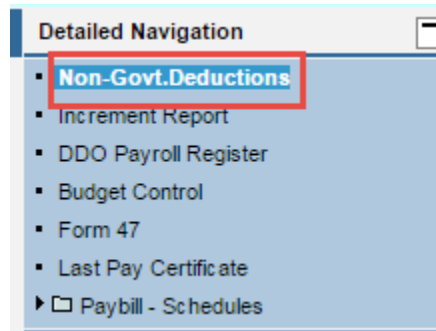 Detailed Navigation
Non-Govt.Deductions
Increment Report
DDO Payroll Register
Budget Control
Form 47
Last Pay Certificate
Paybill - Schedules